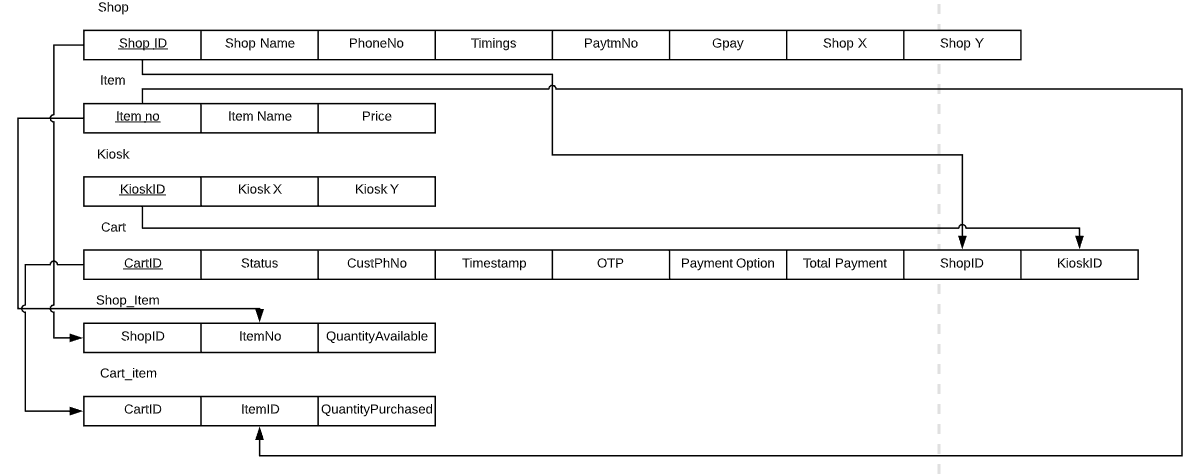 Shop
Shop ID Shop Name PhoneNo Timings PaytmNo Gpay Shop X Shop Y
Item
Item no Item Name Price
Kiosk
KioskID Kiosk X Kiosk Y
Cart
CartID Status CustPhNo Timestamp OTP Payment Option Total Payment ShopID KioskID
Shop_Item
ShopID ItemNo QuantityAvailable
Cart_item
CartID ItemID QuantityPurchased